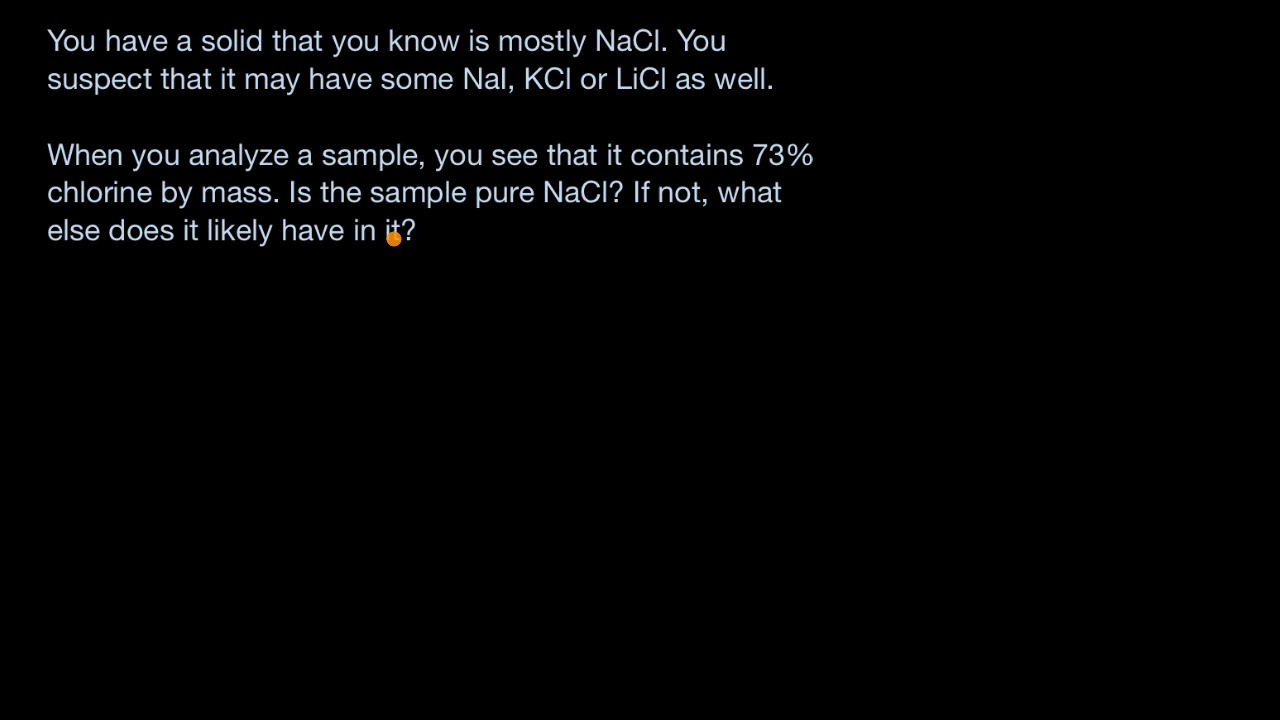 You have a solid that you know is mostly NaCl. You
suspect that it may have some NaI, KCl or LiCl as well.
When you analyze a sample, you see that it contains 73%
chlorine by mass. Is the sample pure NaCl? If not, what
else does it likely have in it?